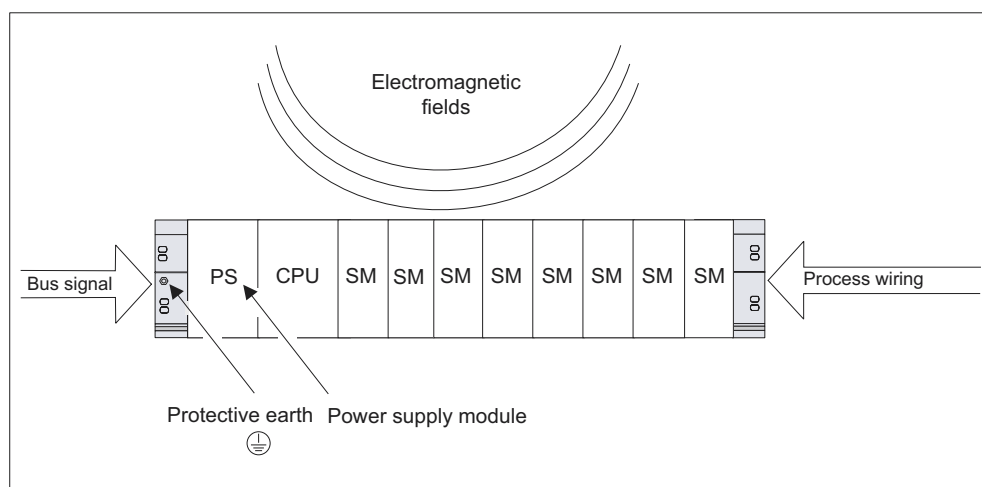 Electromagnetic
fields
Bus signal
PS
CPU
SM
SM
SM
SM
SM
SM
SM
SM
Process wiring
Protective earth
Power supply module